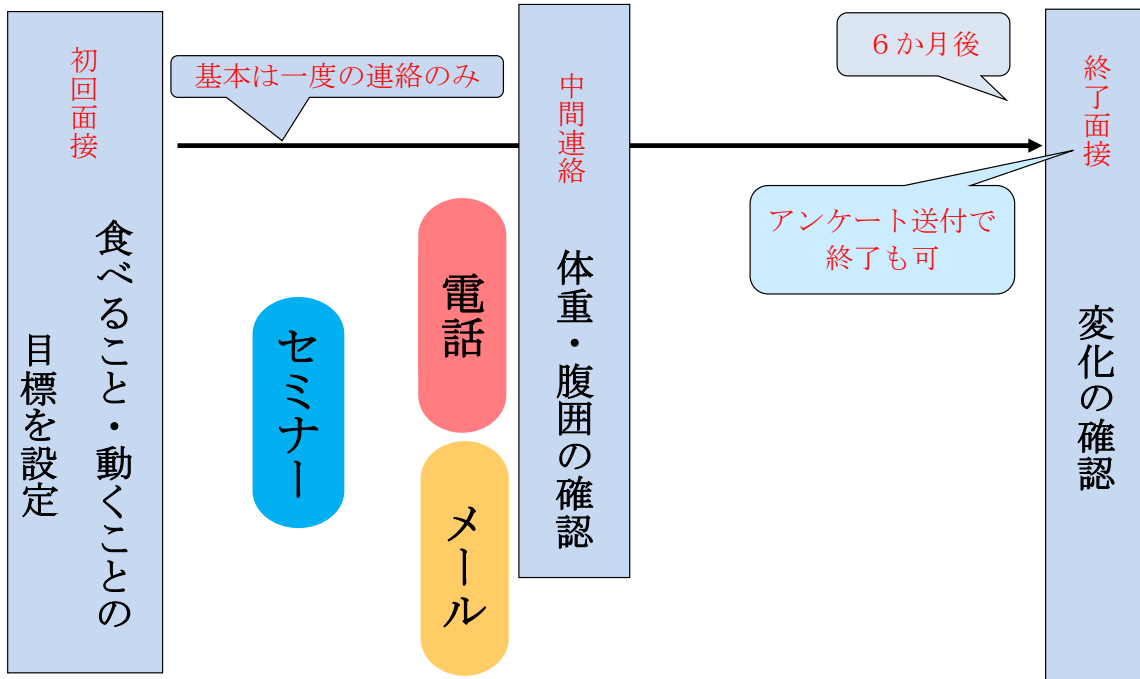 初回面接
食べること・動くことの
目標を設定
基本は一度の連絡のみ
セミナー
電話
メール
中間連絡
体重・腹囲の確認
６か月後
アンケート送付で
終了も可
終了面接
変化の確認